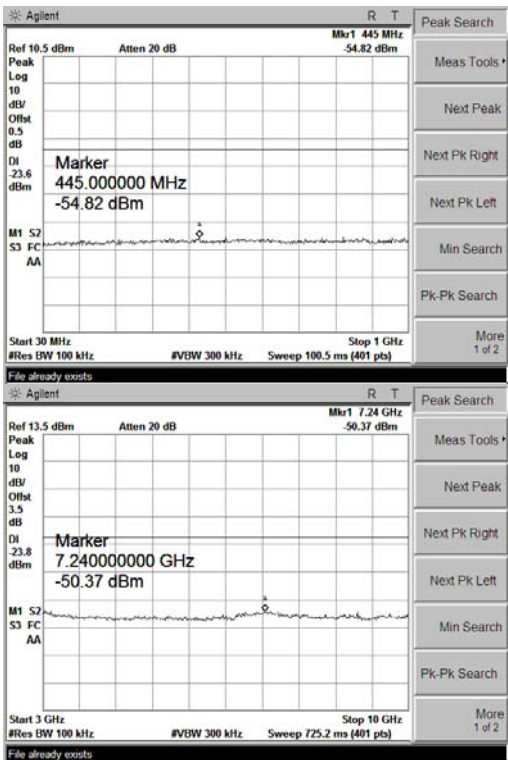 Agilent R T
Peak Search
Mkr1 445 MHz
Ref 10.5 dBm Atten 20 dB -54.82 dBm
Peak
Log
10
dB/
Offst
0.5
dB
DI
-23.6
dBm
Marker
445.000000 MHz
-54.82 dBm
1
M1 S2
S3 FC
AA
Start 30 MHz Stop 1 GHz
#Res BW 100 kHz #VBW 300 kHz Sweep 100.5 ms (401 pts)
File already exists
Meas Tools
Next Peak
Next Pk Right
Next Pk Left
Min Search
Pk-Pk Search
More
1 of 2
Agilent R T
Peak Search
Mkr1 7.24 GHz
Ref 13.5 dBm Atten 20 dB -50.37 dBm
Peak
Log
10
dB/
Offst
3.5
dB
DI
-23.8
dBm
Marker
7.240000000 GHz
-50.37 dBm
1
M1 S2
S3 FC
AA
Start 3 GHz Stop 10 GHz
#Res BW 100 kHz #VBW 300 kHz Sweep 725.2 ms (401 pts)
File already exists
Meas Tools
Next Peak
Next Pk Right
Next Pk Left
Min Search
Pk-Pk Search
More
1 of 2